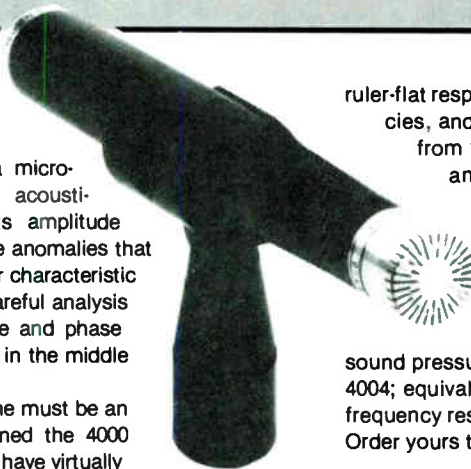 a micro-
acousti-
s amplitude
e anomalies that
r characteristic
areful analysis
e and phase
in the middle
ne must be an
ned the 4000
have virtually
ruler-flat resp
cies, and
from
an
sound pressu
4004; equival
frequency res
Order yours t